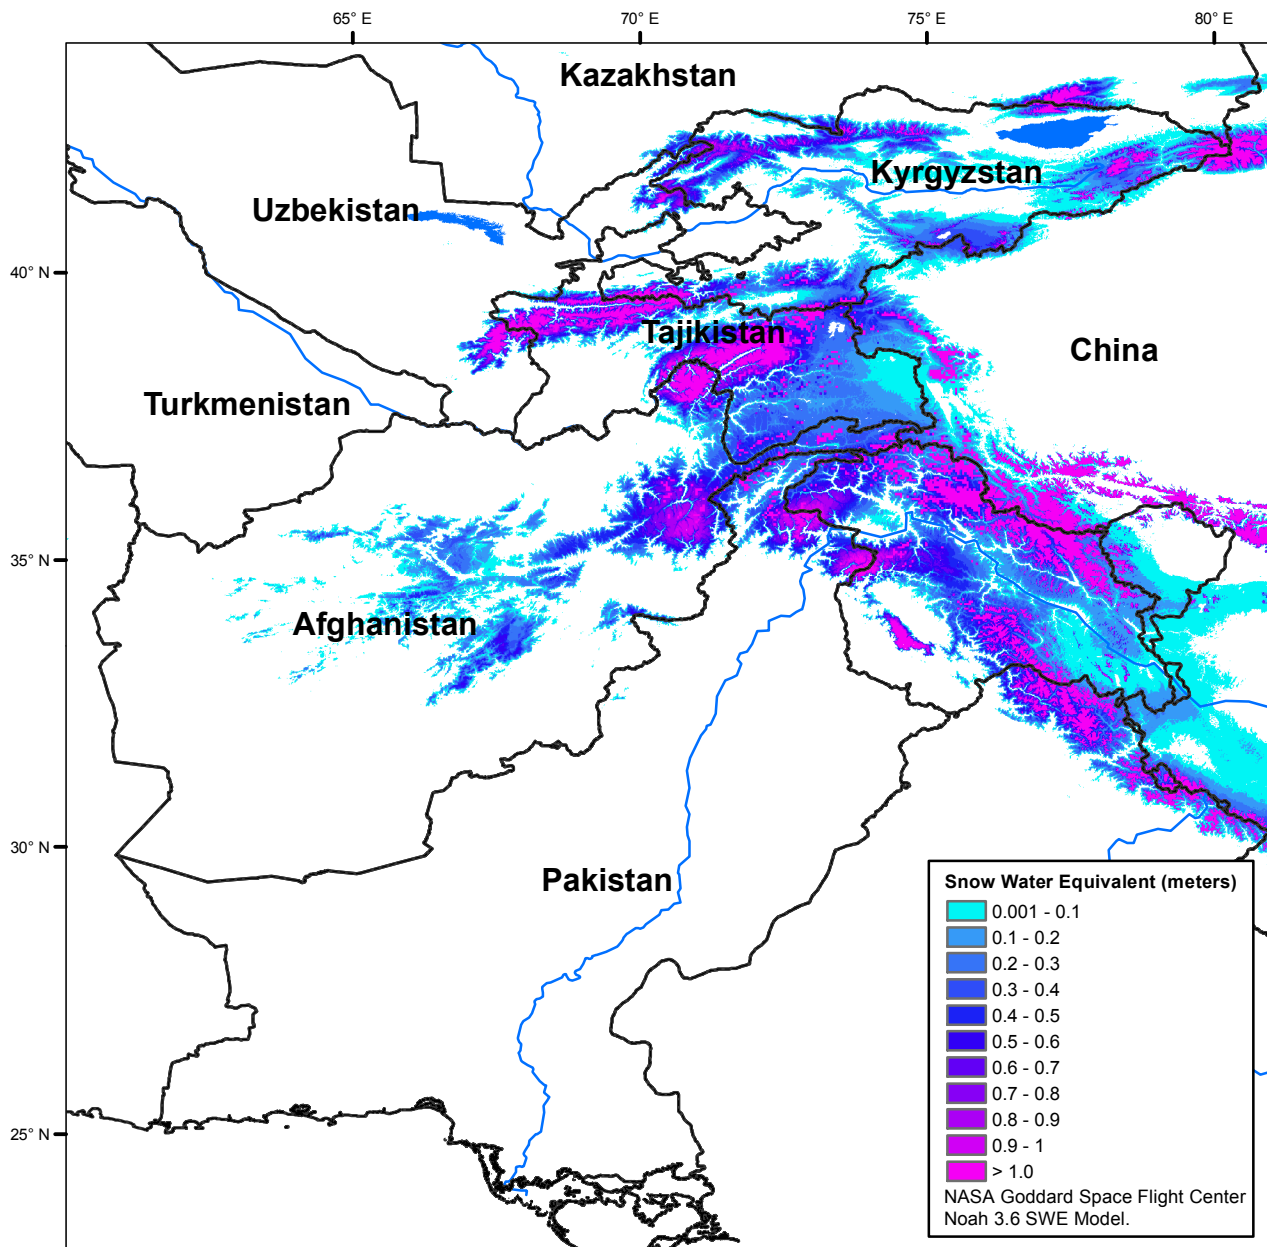 65° E
70° E
75° E
80° E
Kazakhstan
Kyrgyzstan
Uzbekistan
40° N
Tajikistan
China
Turkmenistan
35° N
Afghanistan
30° N
Pakistan
25° N
Snow Water Equivalent (meters)
0.001 - 0.1
0.1 - 0.2
0.2 - 0.3
0.3 - 0.4
0.4 - 0.5
0.5 - 0.6
0.6 - 0.7
0.7 - 0.8
0.8 - 0.9
0.9 - 1
> 1.0
NASA Goddard Space Flight Center
Noah 3.6 SWE Model.